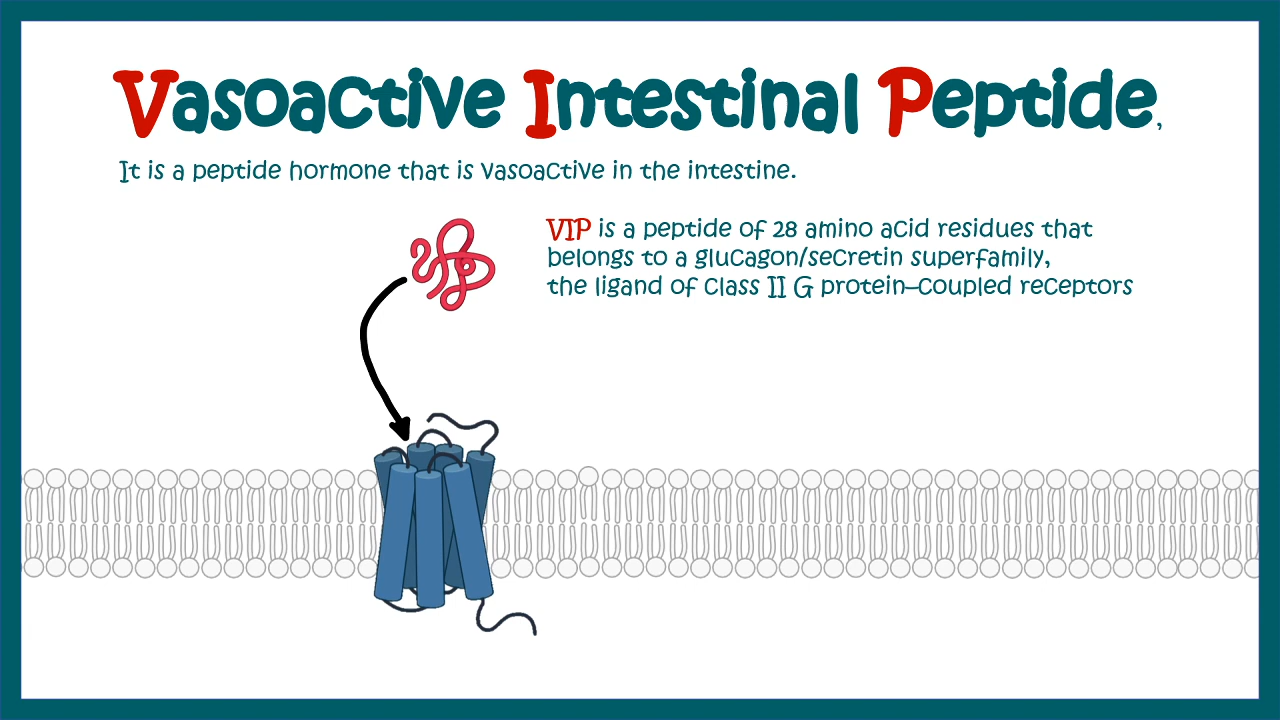 Vasoactive Intestinal Peptide,
It is a peptide hormone that is vasoactive in the intestine.
VIP is a peptide of 28 amino acid residues that
belongs to a glucagon/secretin superfamily,
the ligand of class II G protein–coupled receptors